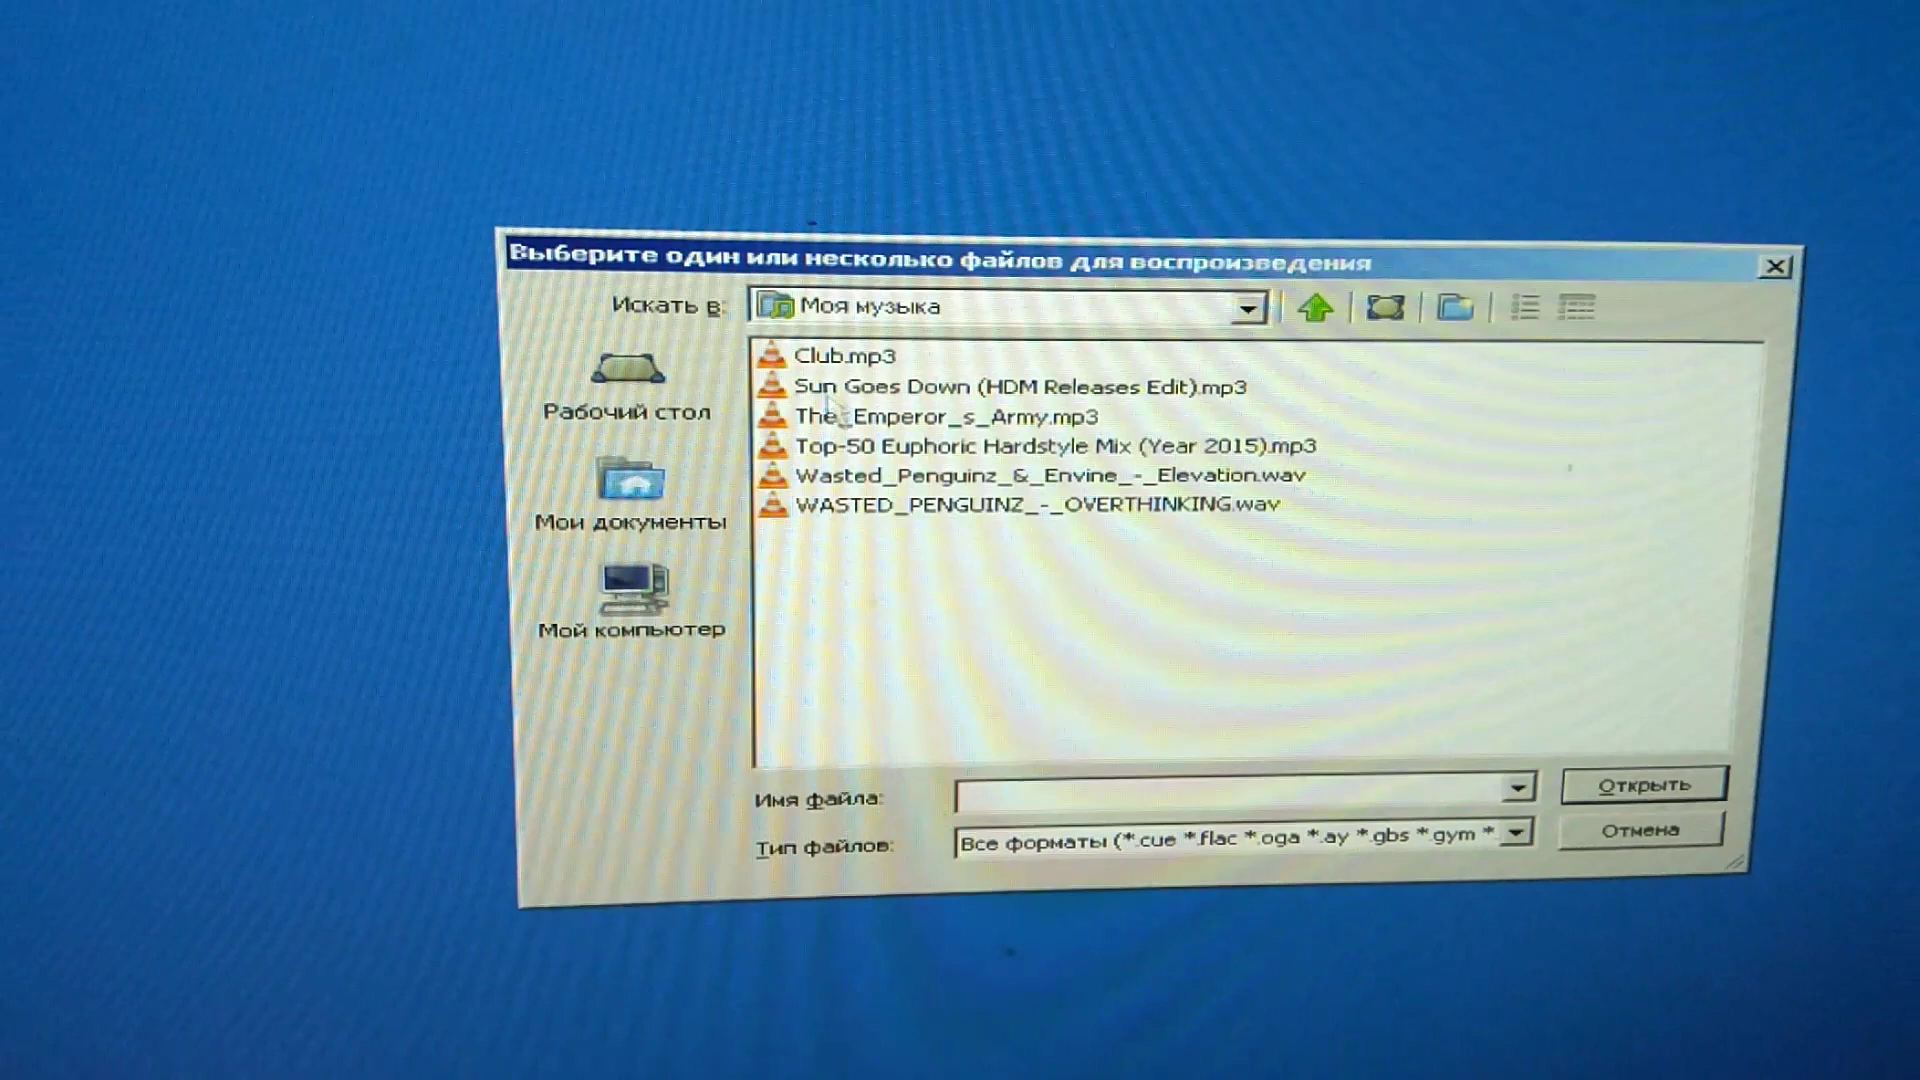 Выберите один или несколько файлов для воспроизведения
Искать в: Моя музыка
Рабочий стол
Мои документы
Мой компьютер
Club.mp3
Sun Goes Down (HDM Releases Edit).mp3
The_Emperor_s_Army.mp3
Top-50 Euphoric Hardstyle Mix (Year 2015).mp3
Wasted_Penguinz_&_Envine_-_Elevation.wav
WASTED_PENGUINZ_-_OVERTHINKING.wav
Имя файла:
Открыть
Тип файлов: Все форматы (*.cue *.flac *.oga *.ay *.gbs *.gym *.
Отмена